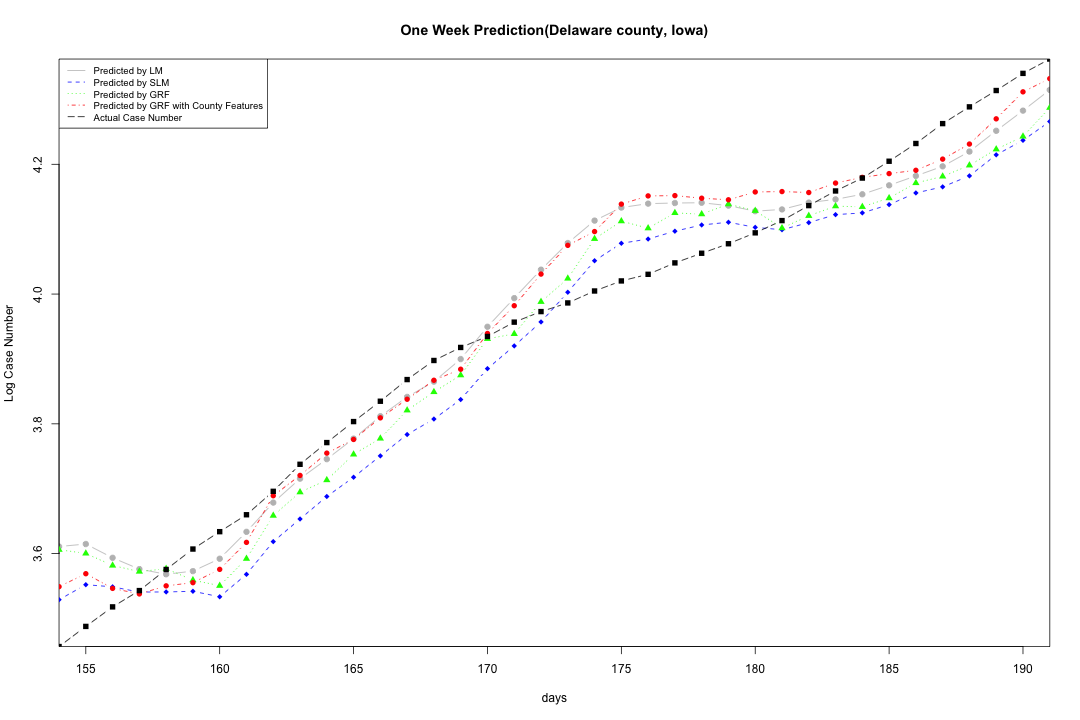 One Week Prediction(Delaware county, Iowa)
Predicted by LM
Predicted by SLM
Predicted by GRF
Predicted by GRF with County Features
Actual Case Number
4.2
4.0
3.8
3.6
Log Case Number
155 160 165 170 175 180 185 190
days